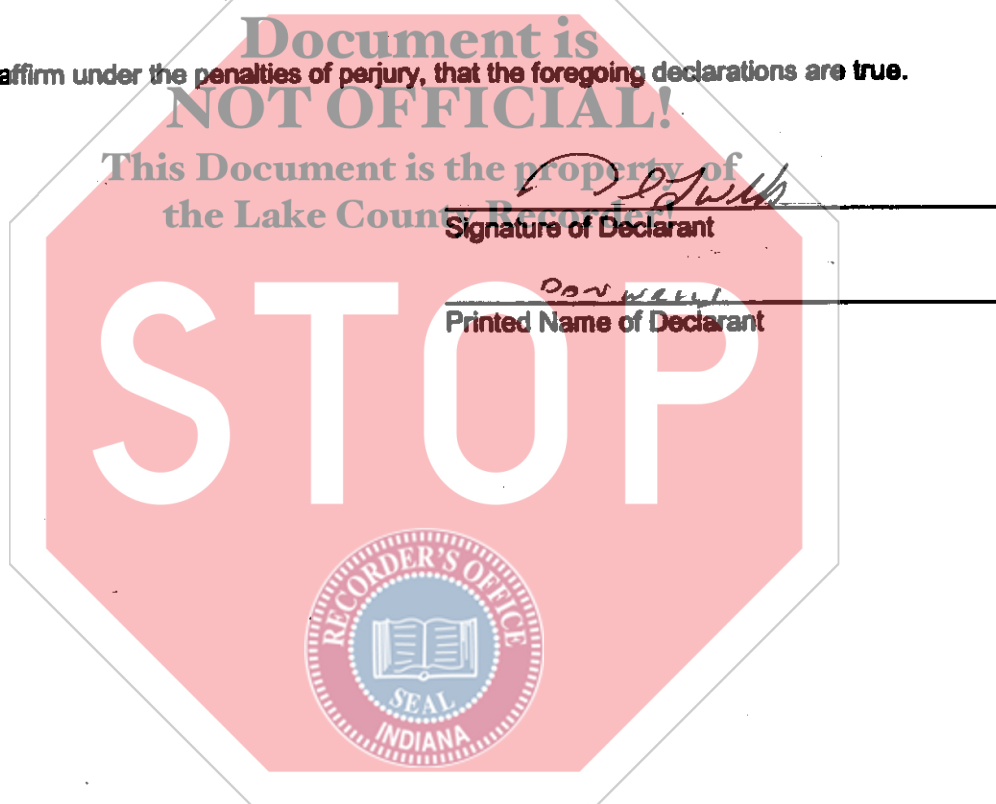 Document is
affirm under the penalties of perjury, that the foregoing declarations are true.
NOT OFFICIAL!
This Document is the property of
the Lake County Recorder!
Signature of Declarant
DON
Printed Name of Declarant
STOP
RECORDER'S OFFICE
SEAL
INDIANA